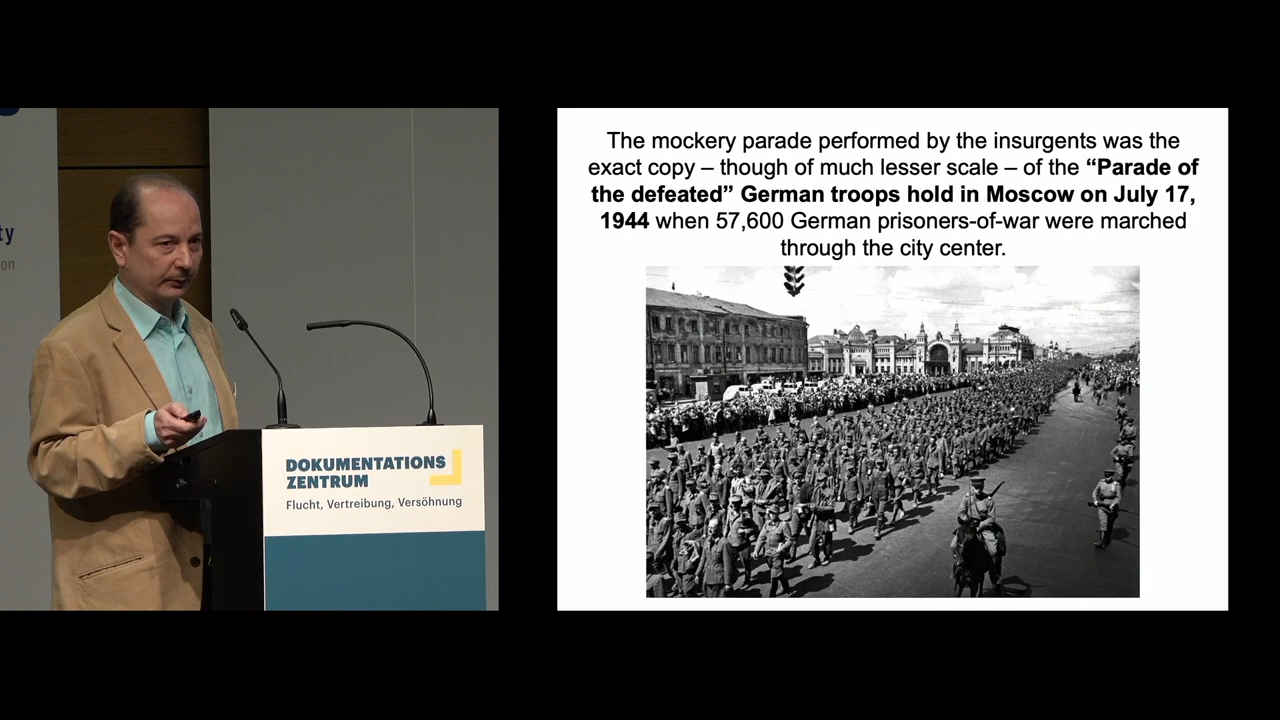 ty
on
DOKUMENTATIONS
ZENTRUM
Flucht, Vertreibung, Versöhnung
The mockery parade performed by the insurgents was the
exact copy – though of much lesser scale – of the “Parade of
the defeated” German troops hold in Moscow on July 17,
1944 when 57,600 German prisoners-of-war were marched
through the city center.